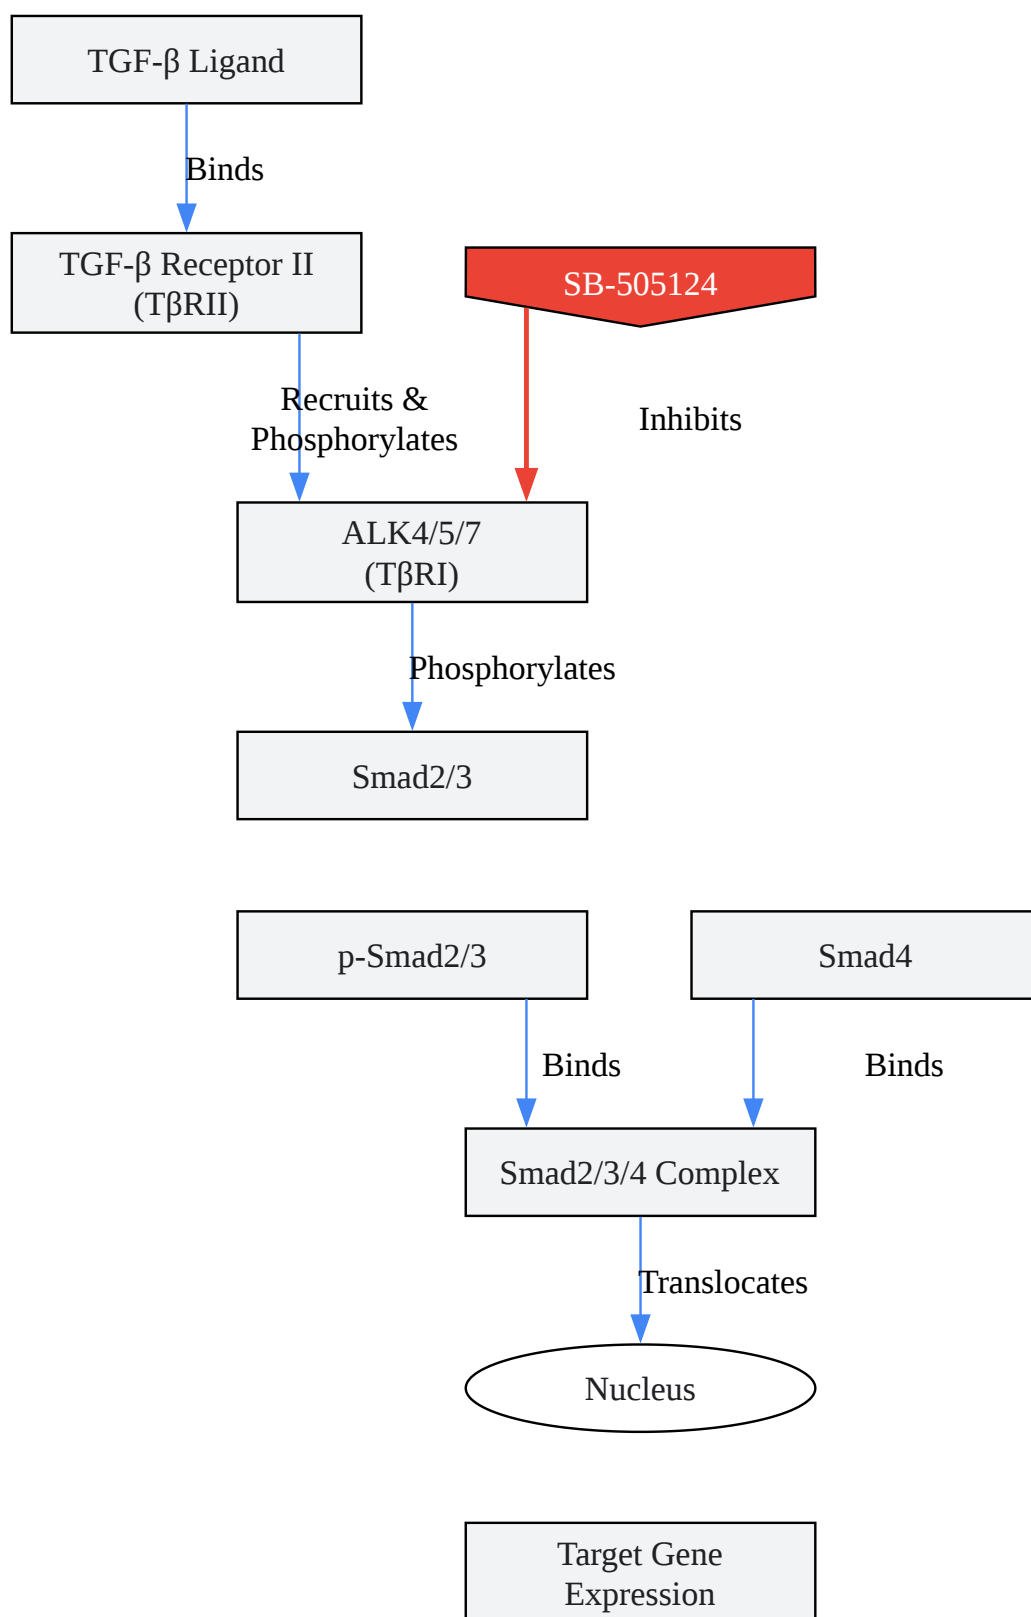 TGF-β Ligand
Binds
TGF-β Receptor II
(TβRII)
SB-505124
Recruits &
Phosphorylates
Inhibits
ALK4/5/7
(TβRI)
Phosphorylates
Smad2/3
p-Smad2/3
Smad4
Binds
Binds
Smad2/3/4 Complex
Translocates
Nucleus
Target Gene
Expression